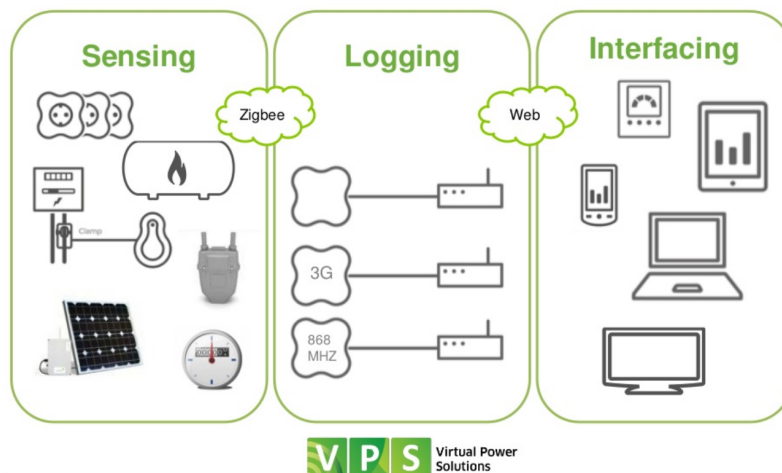 Sensing
Logging
Interfacing
Zigbee
Web
Clamp
3G
868
MHZ
VPS Virtual Power
Solutions